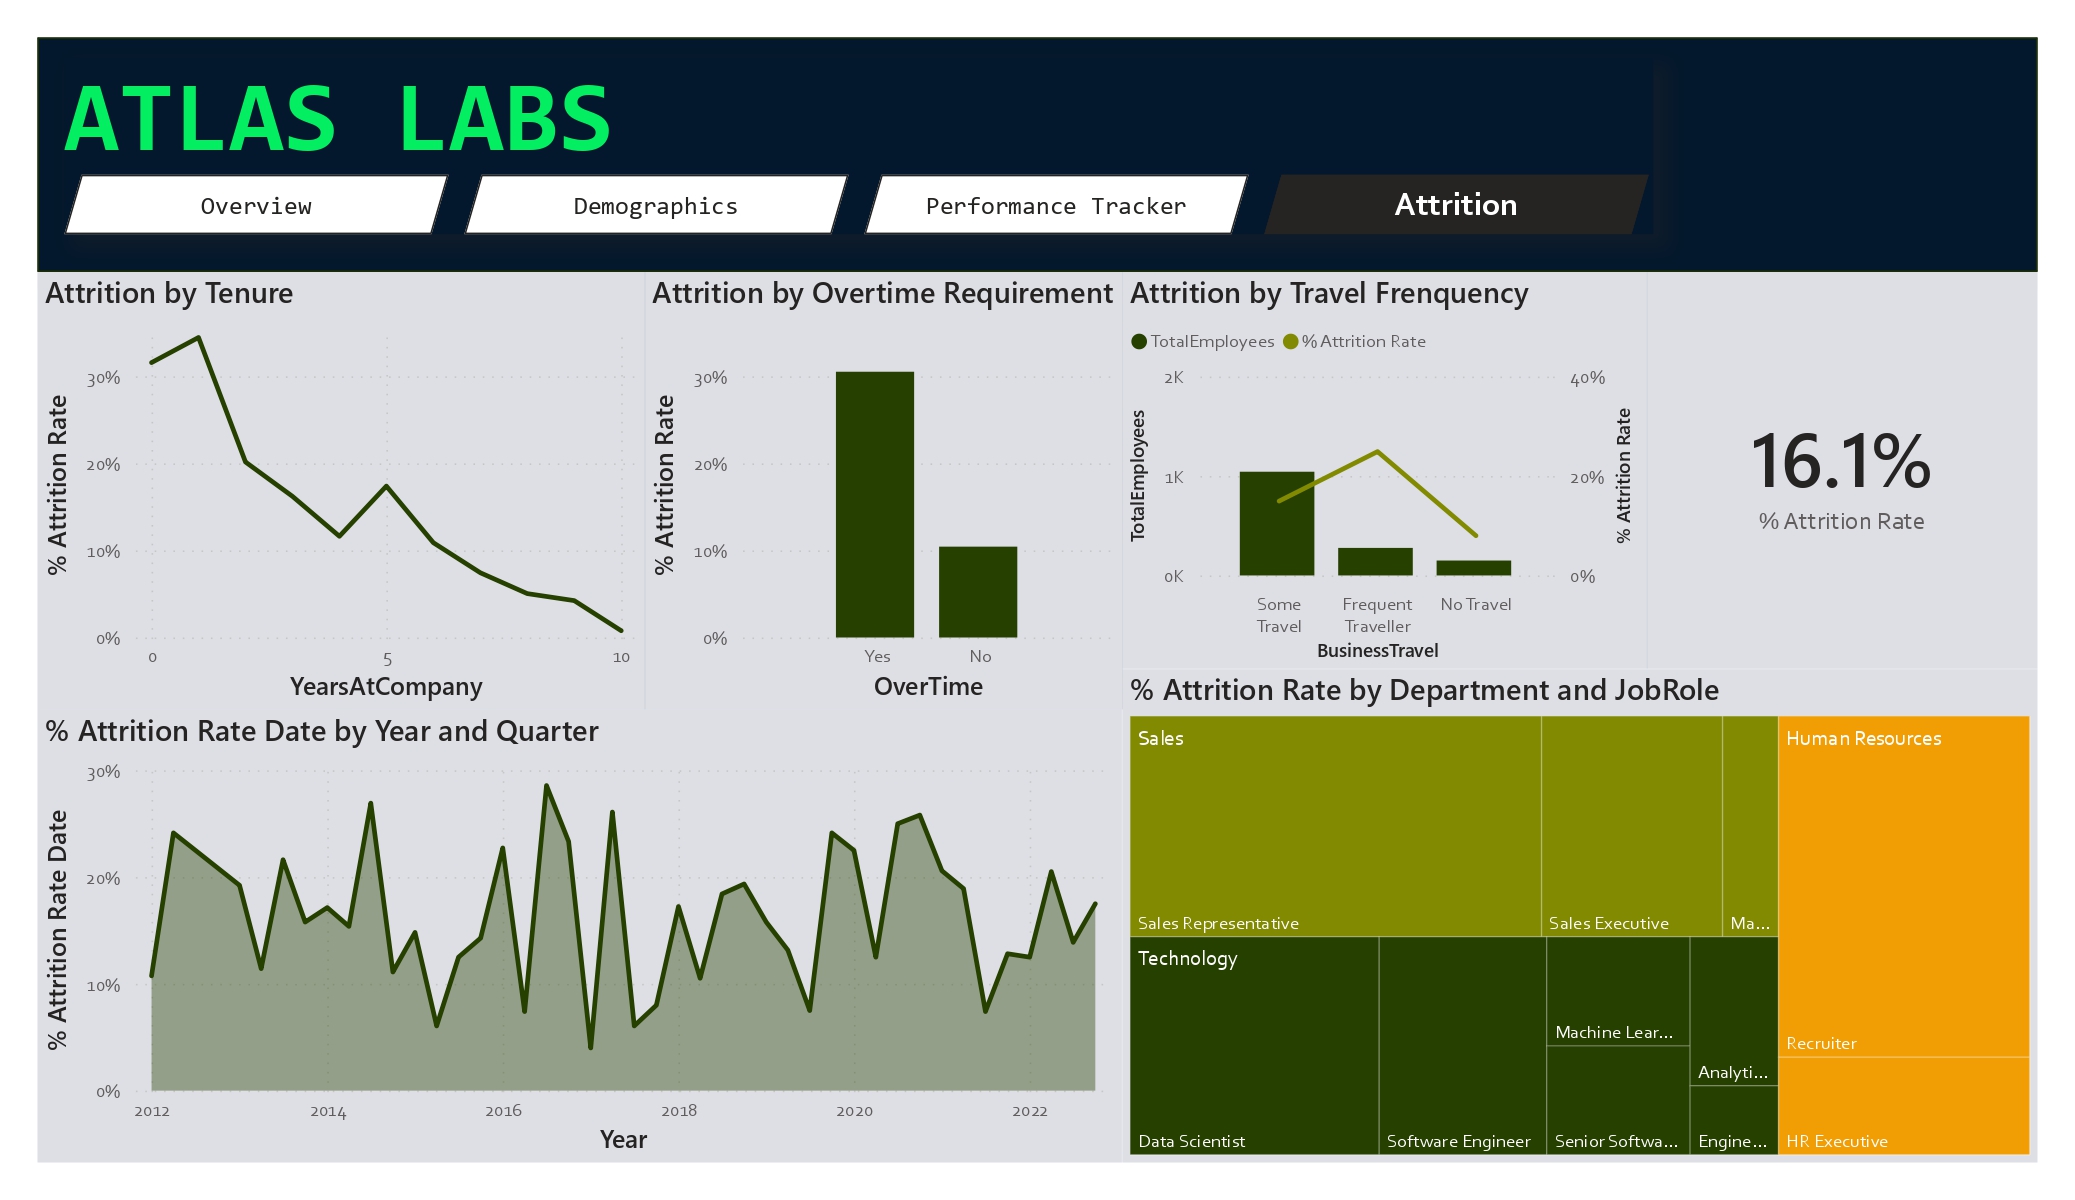 ATLAS LABS
Overview
Demographics
Performance Tracker
Attrition
Attrition by Tenure
% Attrition Rate
30%
20%
10%
0%
0
5
10
YearsAtCompany
Attrition by Overtime Requirement
% Attrition Rate
30%
20%
10%
0%
Yes
No
OverTime
Attrition by Travel Frenquency
TotalEmployees
% Attrition Rate
TotalEmployees
2K
1K
0K
40%
20%
0%
% Attrition Rate
Some
Travel
Frequent
Traveller
No Travel
BusinessTravel
16.1%
% Attrition Rate
% Attrition Rate Date by Year and Quarter
% Attrition Rate Date
30%
20%
10%
0%
2012
2014
2016
2018
2020
2022
Year
% Attrition Rate by Department and JobRole
Sales
Sales Representative
Sales Executive
Ma...
Human Resources
Recruiter
HR Executive
Technology
Data Scientist
Software Engineer
Machine Lear...
Senior Softwa...
Analyti...
Engine...